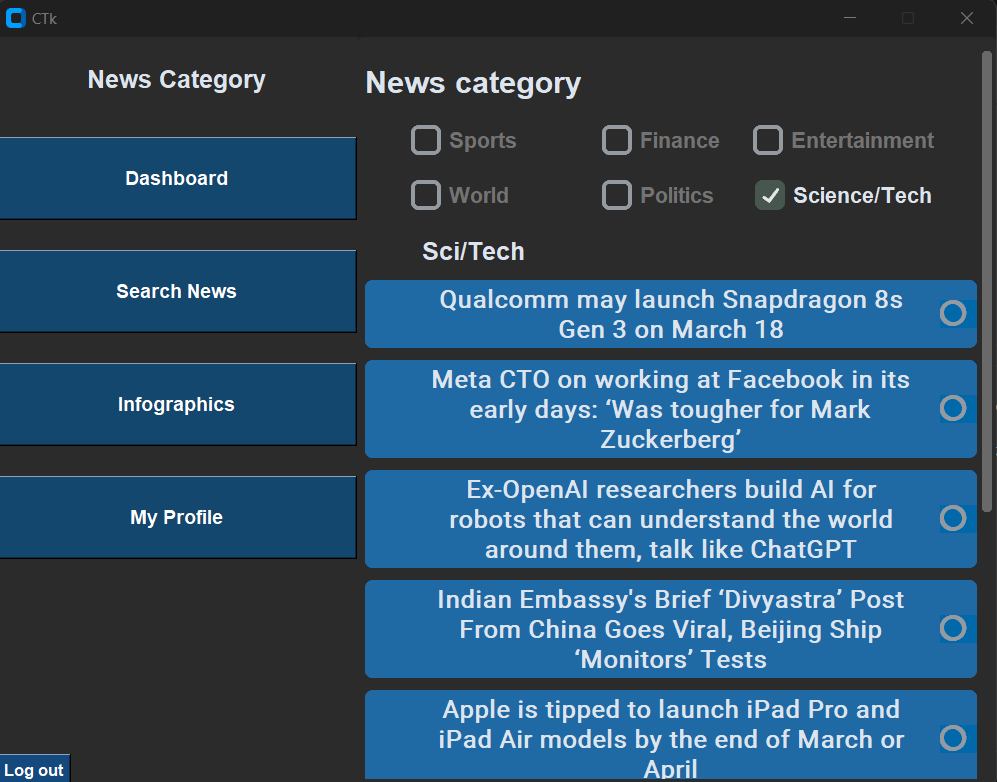 CTk
News Category
Dashboard
Search News
Infographics
My Profile
Log out
News category
Sports
Finance
Entertainment
World
Politics
Science/Tech
Sci/Tech
Qualcomm may launch Snapdragon 8s
Gen 3 on March 18
Meta CTO on working at Facebook in its
early days: ‘Was tougher for Mark
Zuckerberg’
Ex-OpenAI researchers build AI for
robots that can understand the world
around them, talk like ChatGPT
Indian Embassy's Brief ‘Divyastra’ Post
From China Goes Viral, Beijing Ship
‘Monitors’ Tests
Apple is tipped to launch iPad Pro and
iPad Air models by the end of March or
April